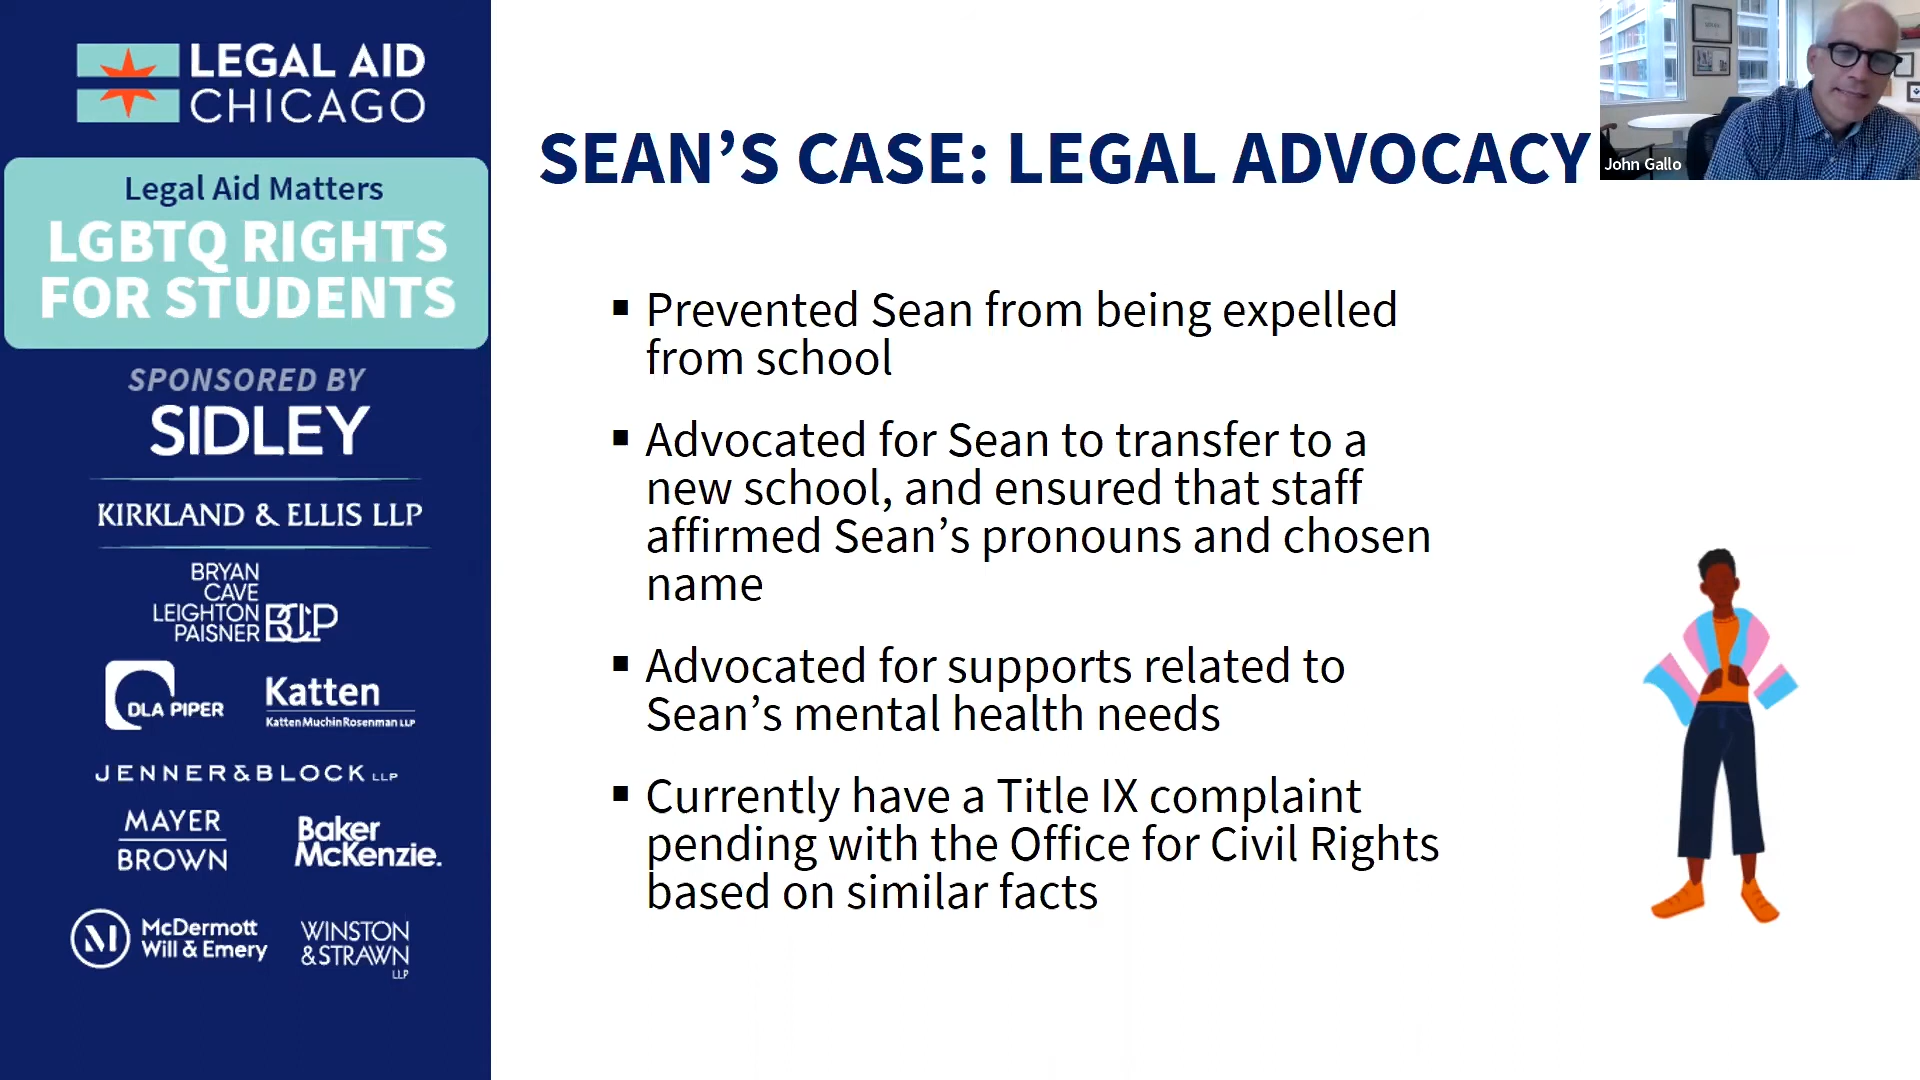 LEGAL AID
CHICAGO
Legal Aid Matters
LGBTQ RIGHTS
FOR STUDENTS
SPONSORED BY
SIDLEY
KIRKLAND & ELLIS LLP
BRYAN
CAVE
LEIGHTON
PAISNER BCLP
DLA PIPER
Katten
KattenMuchinRosenman LLP
JENNER&BLOCK LLP
MAYER
BROWN
Baker
McKenzie.
McDermott
Will & Emery
WINSTON
& STRAWN
LLP
SEAN’S CASE: LEGAL ADVOCACY
John Gallo
▪ Prevented Sean from being expelled
from school
▪ Advocated for Sean to transfer to a
new school, and ensured that staff
affirmed Sean’s pronouns and chosen
name
▪ Advocated for supports related to
Sean’s mental health needs
▪ Currently have a Title IX complaint
pending with the Office for Civil Rights
based on similar facts